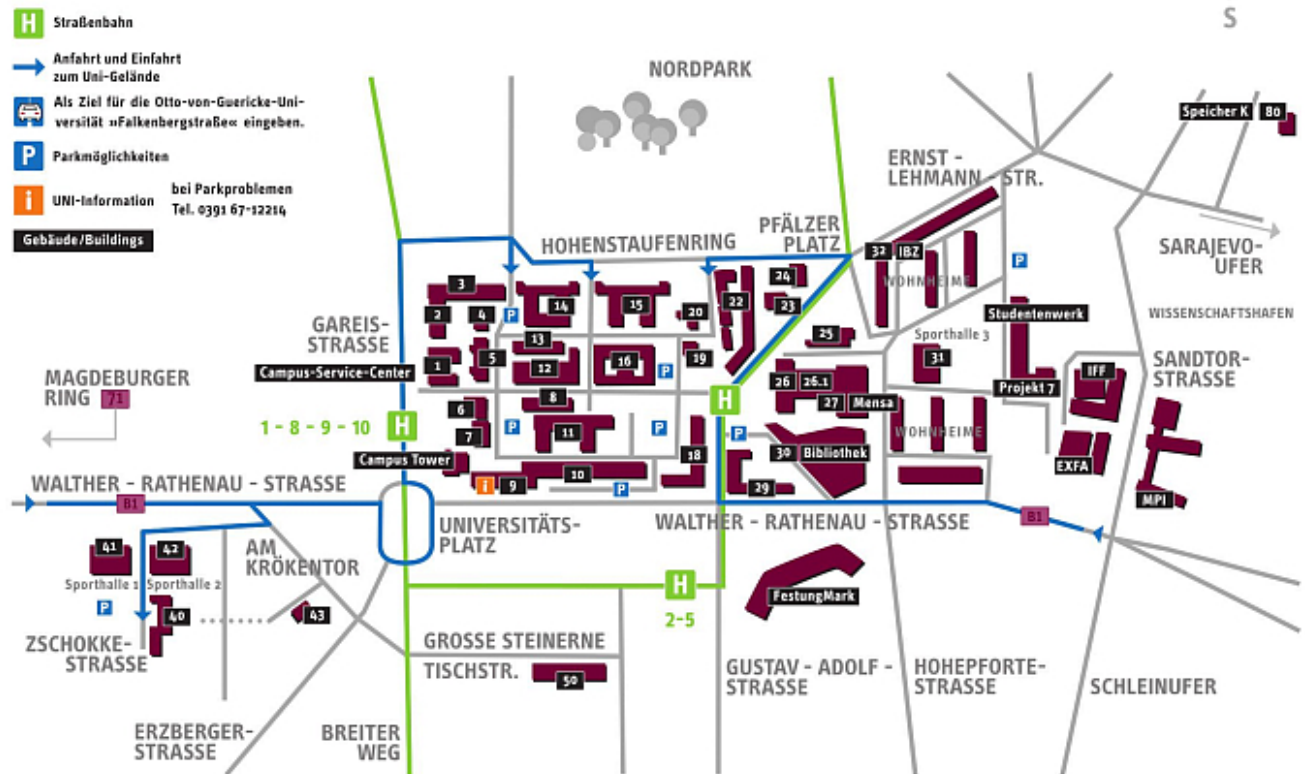 H Straßenbahn
Anfahrt und Einfahrt
zum Uni-Gelände
Als Ziel für die Otto-von-Guericke-Uni-
versität »Falkenbergstraße« eingeben.
P Parkmöglichkeiten
i UNI-Information
bei Parkproblemen
Tel. 0391 67-12214
Gebäude/Buildings
S
NORDPARK
Speicher K 80
ERNST -
LEHMANN - STR.
PFÄLZER
PLATZ
HOHENSTAUFENRING
SARAJEVO-
UFER
32 IBZ
WOHNHEIME
P
24
23
22
3
14
15
20
2
4
P
Studentenwerk
WISSENSCHAFTSHAFEN
GAREIS-
STRASSE
25
Sporthalle 3
31
13
12
16
19
1
5
SANDTOR-
STRASSE
Campus-Service-Center
P
26
26.1
27 Mensa
Projekt 7
IFF
MAGDEBURGER
RING 71
8
6
H
1 - 8 - 9 - 10
H
7
P
11
P
P
18
WOHNHEIME
30 Bibliothek
Campus Tower
EXFA
MPI
i
9
10
P
29
WALTHER - RATHENAU - STRASSE
B1
UNIVERSITÄTS-
PLATZ
WALTHER - RATHENAU - STRASSE
B1
41
42
AM
KRÖKENTOR
Sporthalle 1
Sporthalle 2
P
40
43
H
2-5
FestungMark
ZSCHOKKE-
STRASSE
GROSSE STEINERNE
TISCHSTR.
50
GUSTAV - ADOLF -
STRASSE
HOHEPFORTE-
STRASSE
SCHLEINUFER
ERZBERGER-
STRASSE
BREITER
WEG